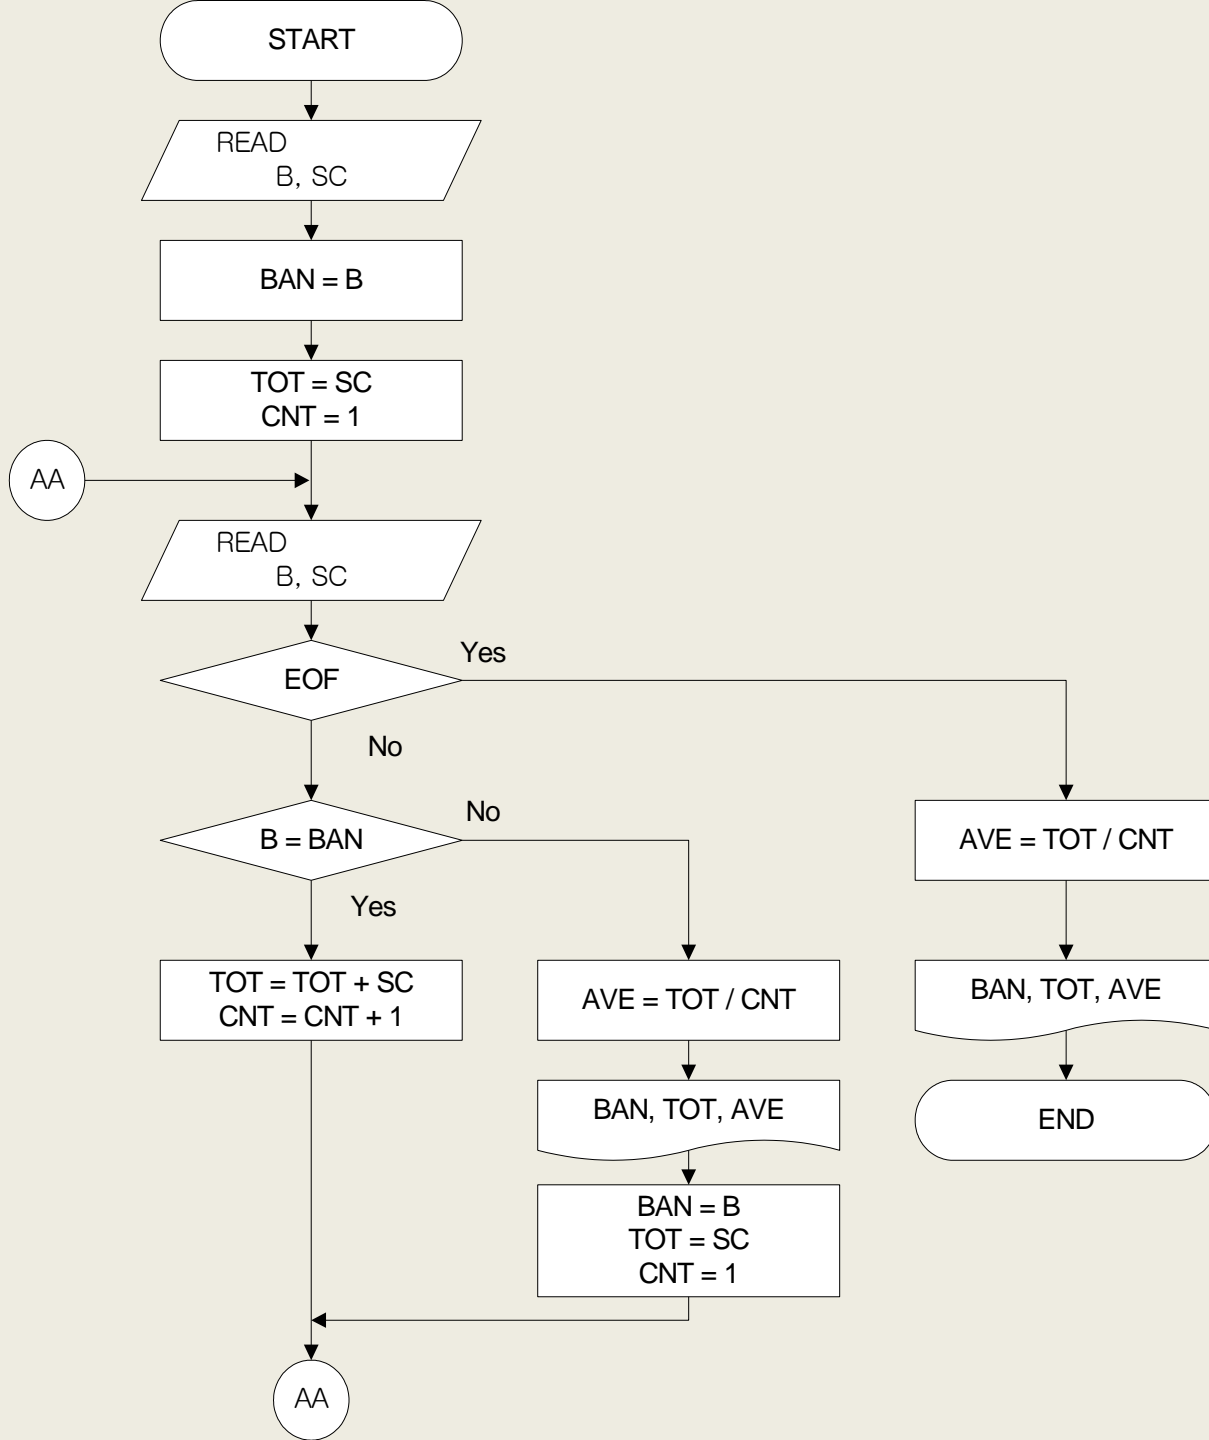 START
READ
B, SC
BAN = B
TOT = SC
CNT = 1
AA
READ
B, SC
EOF
Yes
No
B = BAN
No
Yes
TOT = TOT + SC
CNT = CNT + 1
AVE = TOT / CNT
BAN, TOT, AVE
BAN = B
TOT = SC
CNT = 1
AA
AVE = TOT / CNT
BAN, TOT, AVE
END